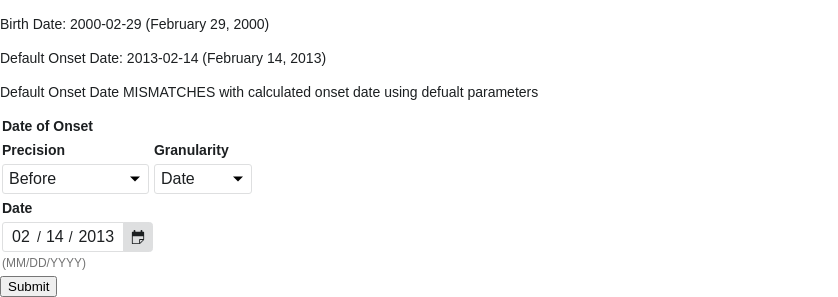 Birth Date: 2000-02-29 (February 29, 2000)
Default Onset Date: 2013-02-14 (February 14, 2013)
Default Onset Date MISMATCHES with calculated onset date using defualt parameters
Date of Onset
Precision Granularity
Before Date
Date
02 / 14 / 2013
(MM/DD/YYYY)
Submit